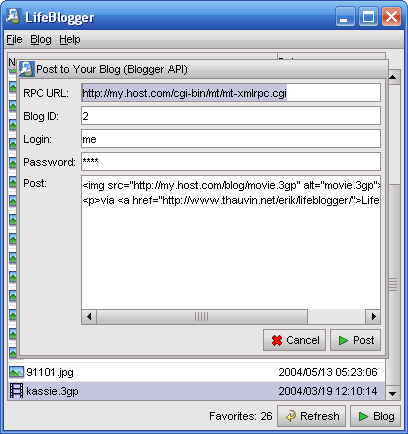 LifeBlogger
File Blog Help
Post to Your Blog (Blogger API)
RPC URL: http://my.host.com/cgi-bin/mt/mt-xmlrpc.cgi
Blog ID: 2
Login: me
Password: ****
Post: <img src="http://my.host.com/blog/movie.3gp" alt="movie.3gp">
<p>via <a href="http://www.thauvin.net/erik/lifeblogger/">Life
Cancel Post
91101.jpg 2004/05/13 05:23:06
kassie.3gp 2004/03/19 12:10:14
Favorites: 26 Refresh Blog